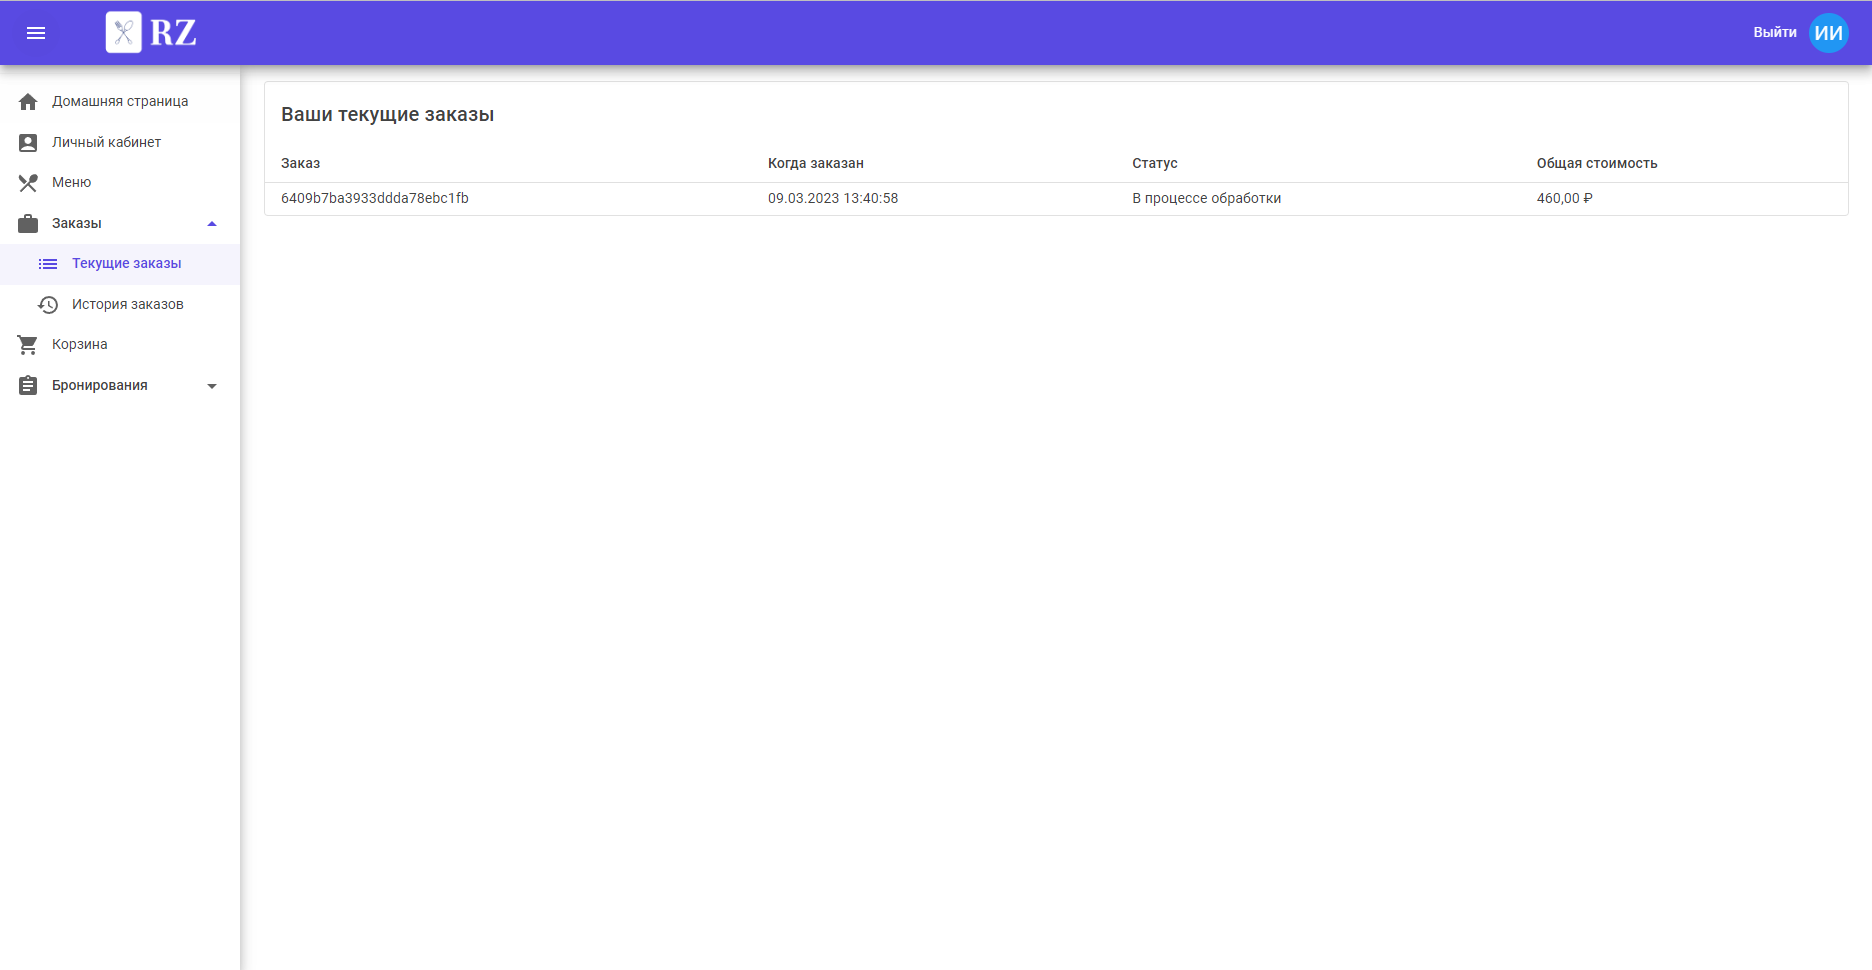 RZ
Выйти
ИИ
Домашняя страница
Личный кабинет
Меню
Заказы
Текущие заказы
История заказов
Корзина
Бронирования
Ваши текущие заказы
Заказ Когда заказан Статус Общая стоимость
6409b7ba3933ddda78ebc1fb 09.03.2023 13:40:58 В процессе обработки 460,00 ₽